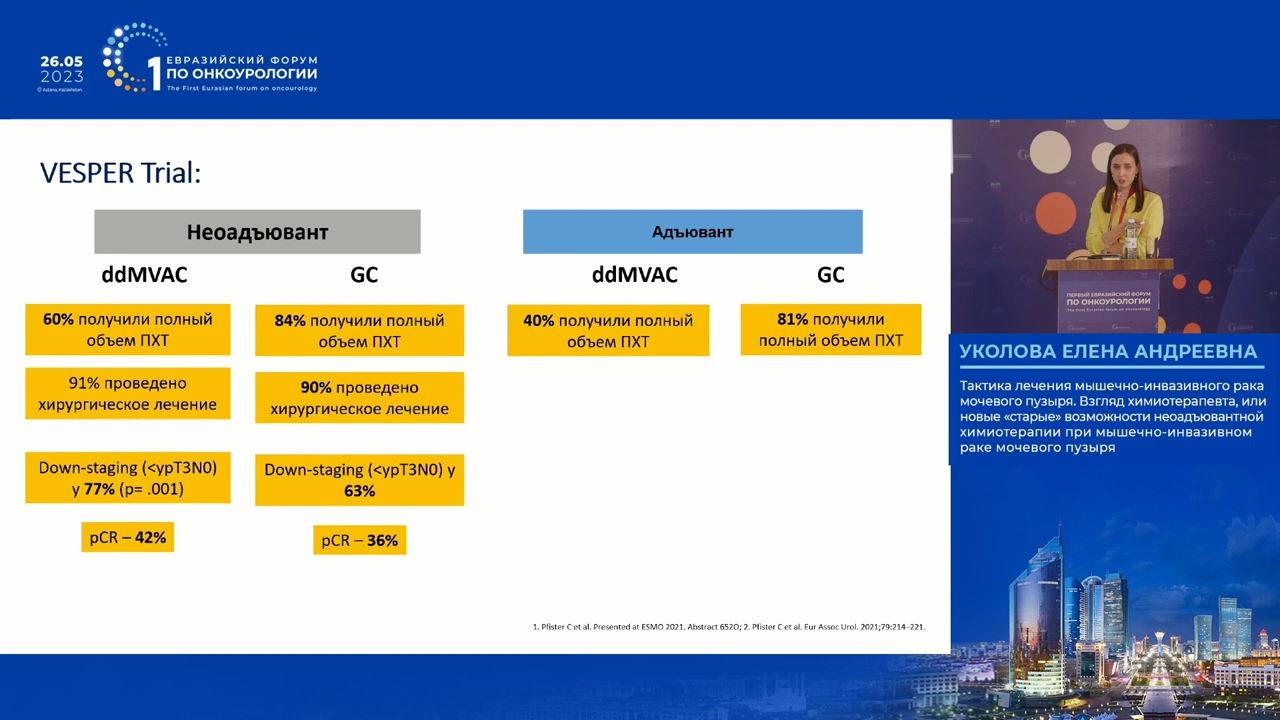 26.05
2023
Astana, Kazakhstan
1
ЕВРАЗИЙСКИЙ ФОРУМ
ПО ОНКОУРОЛОГИИ
The First Eurasian forum on oncourology
VESPER Trial:
Неоадъювант
Адъювант
ddMVAC
GC
ddMVAC
GC
60% получили полный
объем ПХТ
84% получили полный
объем ПХТ
40% получили полный
объем ПХТ
81% получили
полный объем ПХТ
91% проведено
хирургическое лечение
90% проведено
хирургическое лечение
Down-staging (<ypT3N0)
у 77% (p= .001)
Down-staging (<ypT3N0) у
63%
pCR – 42%
pCR – 36%
1. Pfister C et al. Presented at ESMO 2021. Abstract 652O; 2. Pfister C et al. Eur Assoc Urol. 2021;79:214–221.
ПЕРВЫЙ ЕВРАЗИЙСКИЙ ФОРУМ
ПО ОНКОУРОЛОГИИ
The First Eurasian forum on oncourology
УКОЛОВА ЕЛЕНА АНДРЕЕВНА
Тактика лечения мышечно-инвазивного рака
мочевого пузыря. Взгляд химиотерапевта, или
новые «старые» возможности неоадъювантной
химиотерапии при мышечно-инвазивном
раке мочевого пузыря